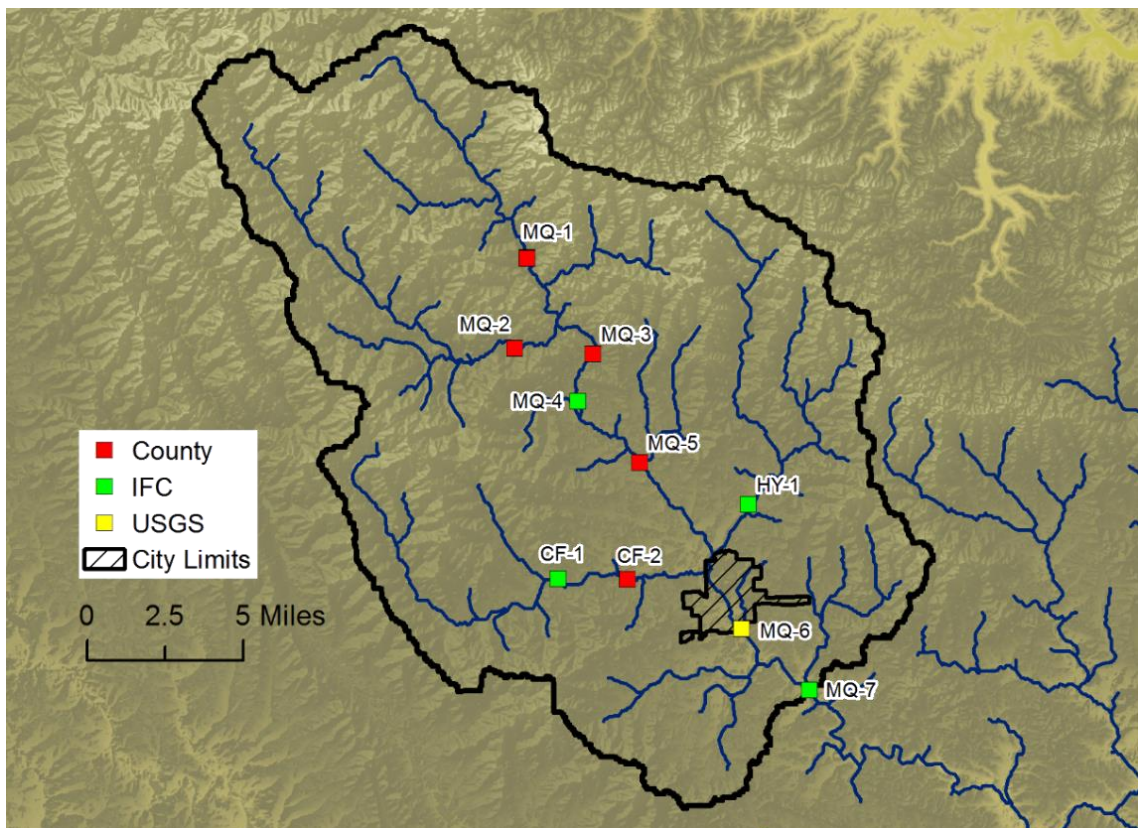 MQ-1
MQ-2
MQ-3
MQ-4
MQ-5
HY-1
CF-1
CF-2
MQ-6
MQ-7
County
IFC
USGS
City Limits
0 2.5 5 Miles